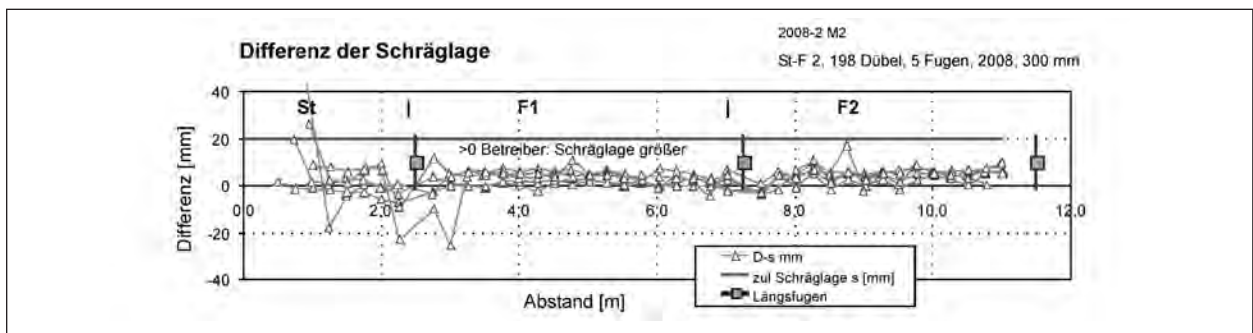 2008-2 M2
Differenz der Schräglage
St-F 2, 198 Dübel, 5 Fugen, 2008, 300 mm
Differenz [mm]
40
20
0
-20
-40
St
F1
F2
>0 Betreiber: Schräglage größer
0.0
2.0
4.0
6.0
8.0
10.0
12.0
Abstand [m]
D-s mm
zul Schräglage s [mm]
Längsfugen